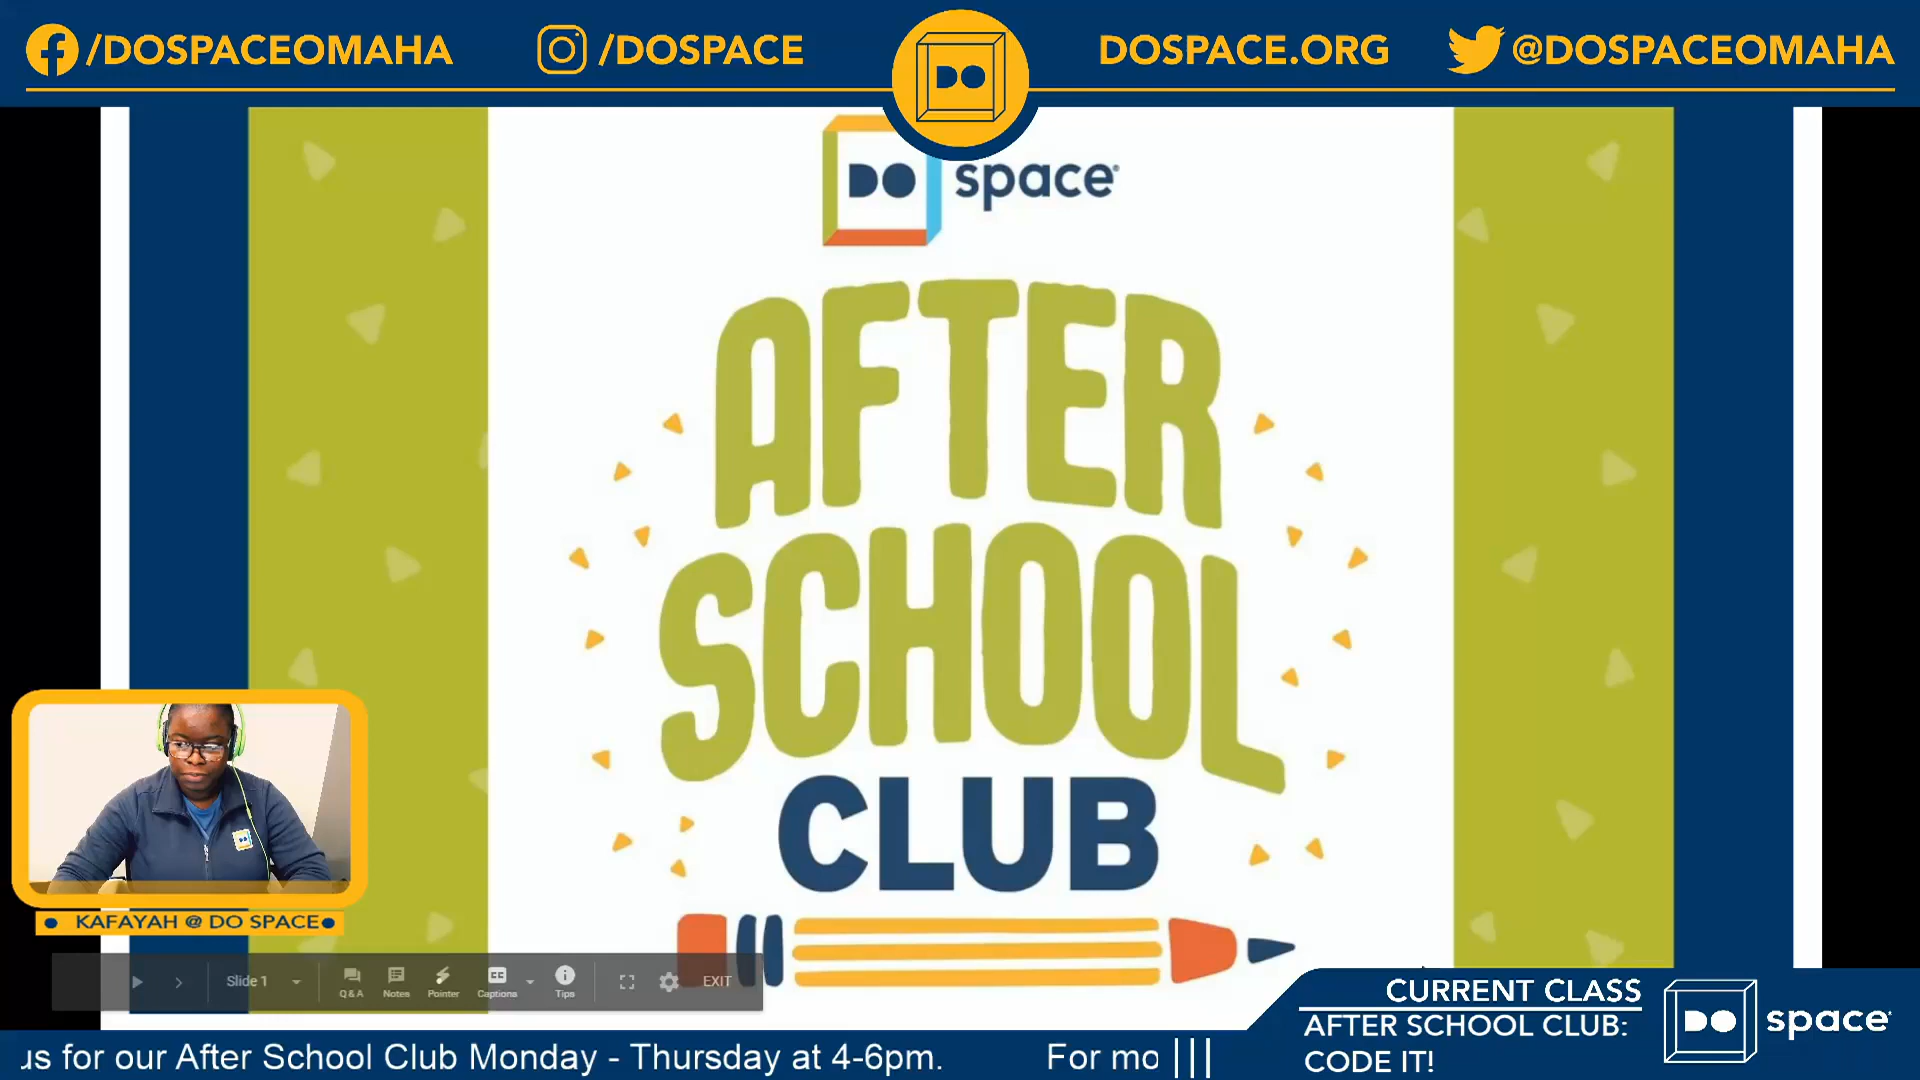 /DOSPACEOMAHA
/DOSPACE
DO
DOSPACE.ORG
@DOSPACEOMAHA
DO space
AFTER
SCHOOL
CLUB
DO
KAFAYAH @ DO SPACE
Slide 1
Q & A
Notes
Pointer
CC
Captions
Tips
EXIT
CURRENT CLASS
AFTER SCHOOL CLUB:
CODE IT!
DO space
us for our After School Club Monday - Thursday at 4-6pm. For mo